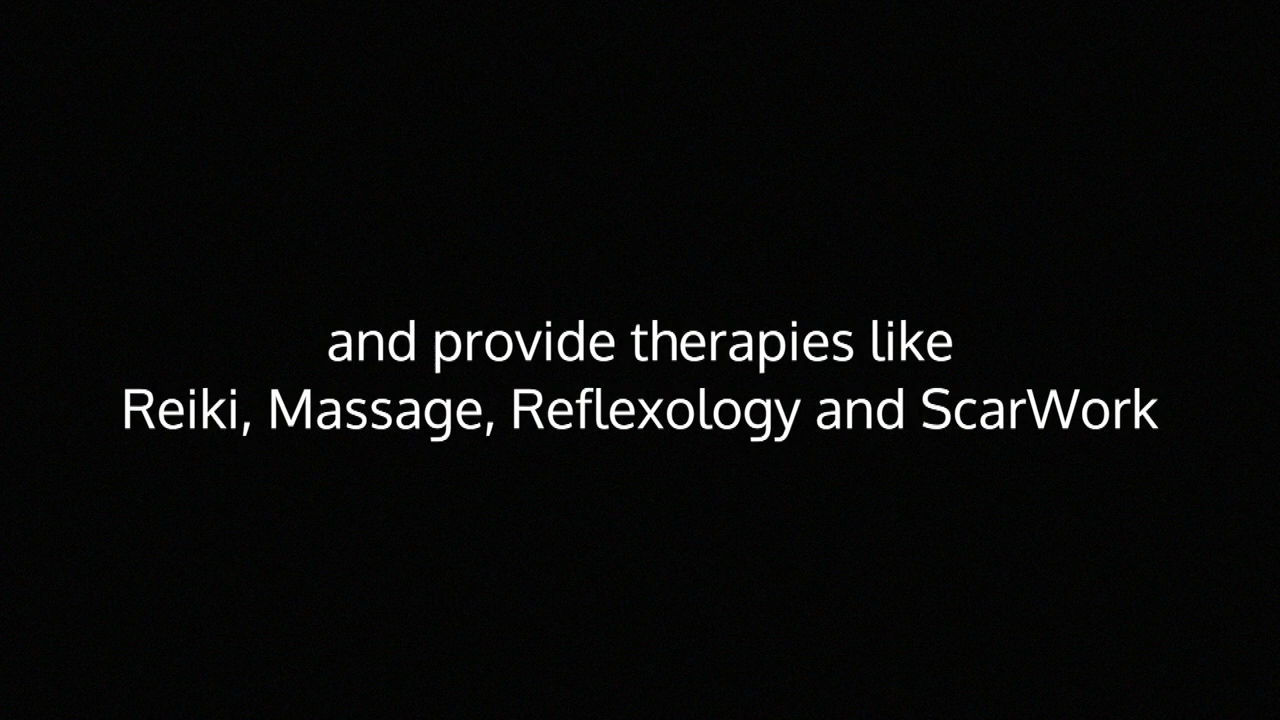 and provide therapies like
Reiki, Massage, Reflexology and ScarWork